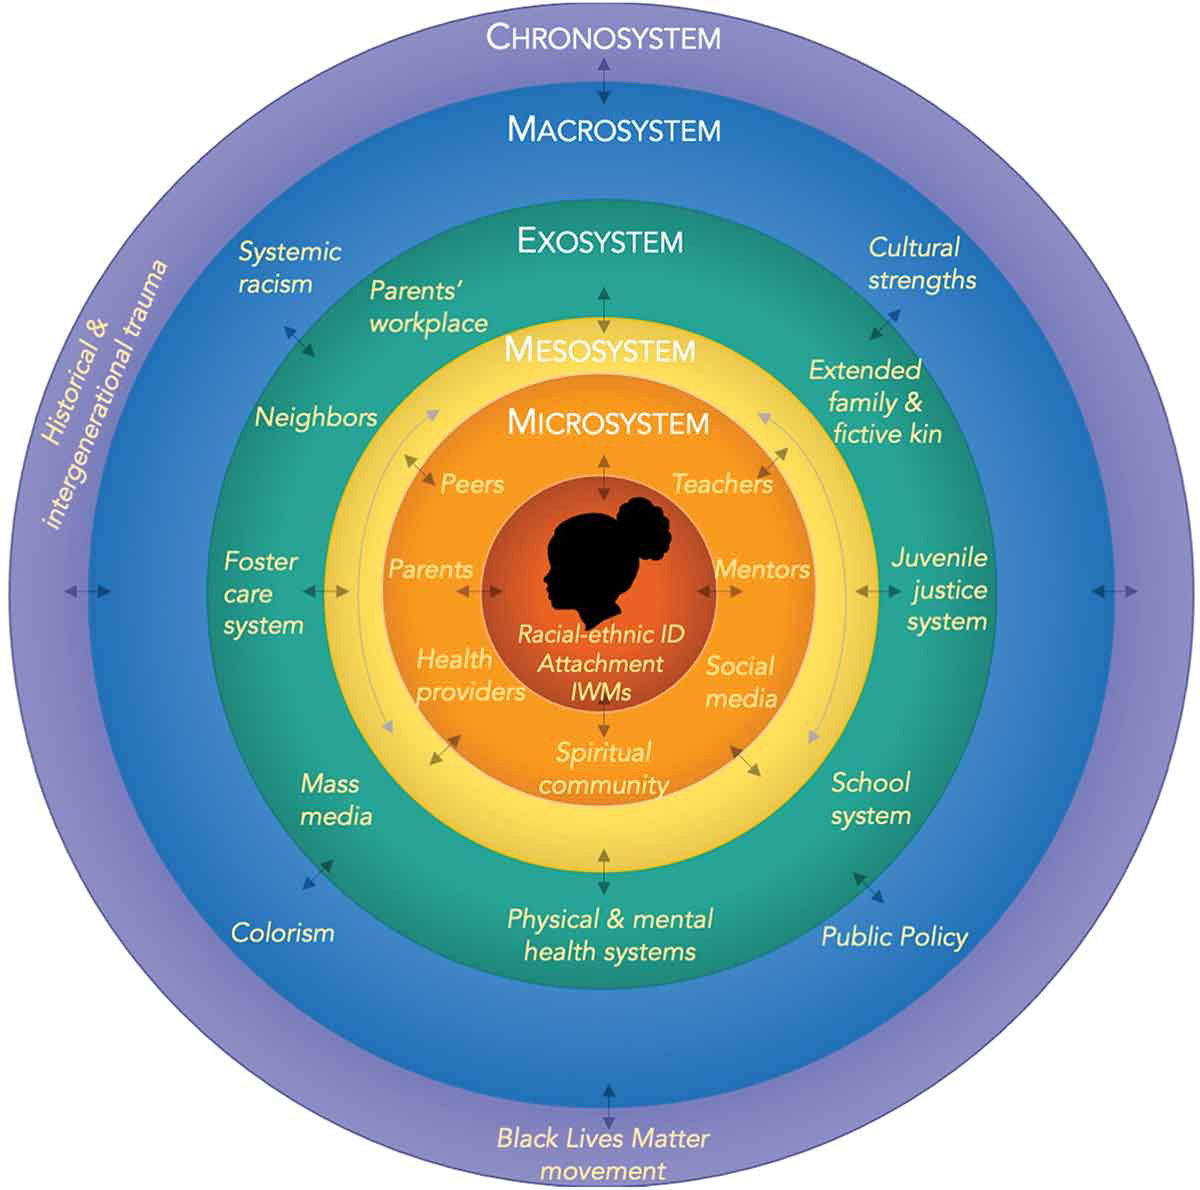 CHRONOSYSTEM
MACROSYSTEM
EXOSYSTEM
Systemic
racism
Cultural
strengths
Historical &
intergenerational trauma
Parents’
workplace
MESOSYSTEM
Extended
family &
fictive kin
Neighbors
MICROSYSTEM
Peers
Teachers
Foster
care
system
Parents
Mentors
Juvenile
justice
system
Racial-ethnic ID
Attachment
IWMs
Health
providers
Social
media
Spiritual
community
Mass
media
School
system
Physical & mental
health systems
Colorism
Public Policy
Black Lives Matter
movement